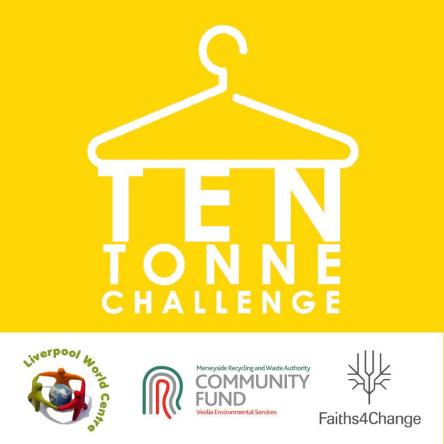 TEN
TONNE
CHALLENGE
Liverpool World Centre
Merseyside Recycling and Waste Authority
COMMUNITY
FUND
Veolia Environmental Services
Faiths4Change